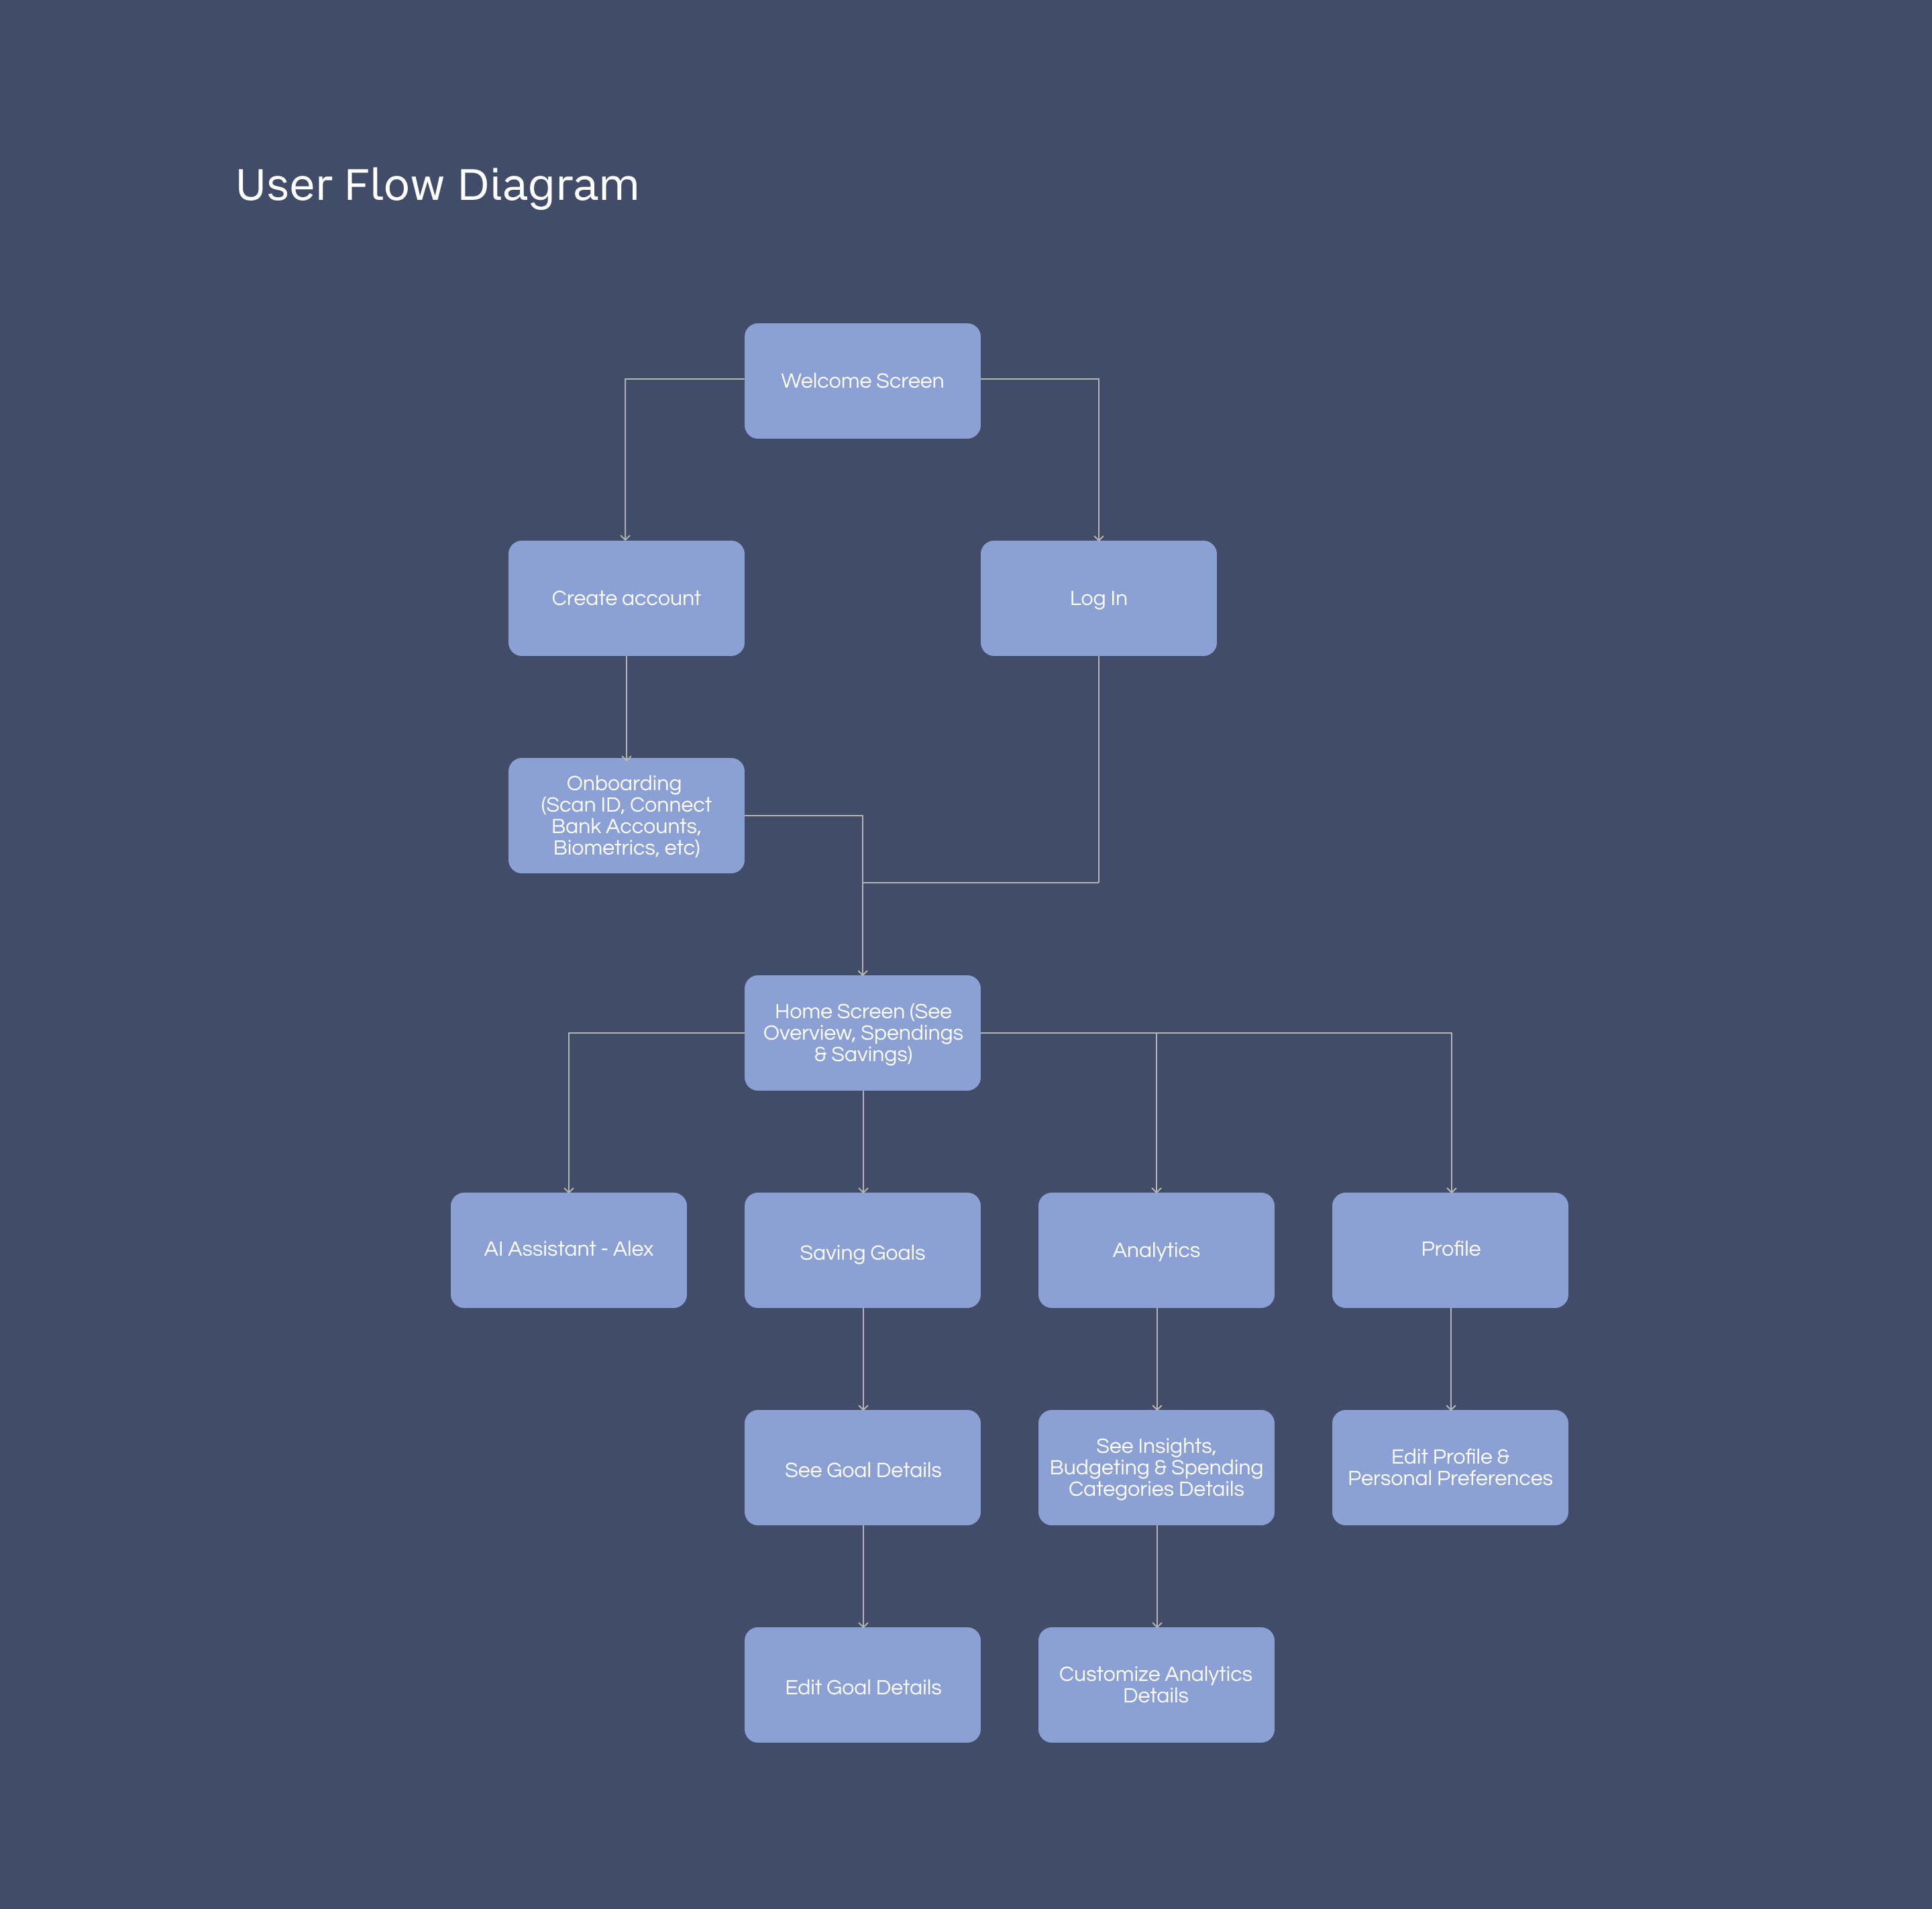 User Flow Diagram
Welcome Screen
Create account
Log In
Onboarding
(Scan ID, Connect
Bank Accounts,
Biometrics, etc)
Home Screen (See
Overview, Spendings
& Savings)
AI Assistant - Alex
Saving Goals
Analytics
Profile
See Goal Details
See Insights,
Budgeting & Spending
Categories Details
Edit Profile &
Personal Preferences
Edit Goal Details
Customize Analytics
Details